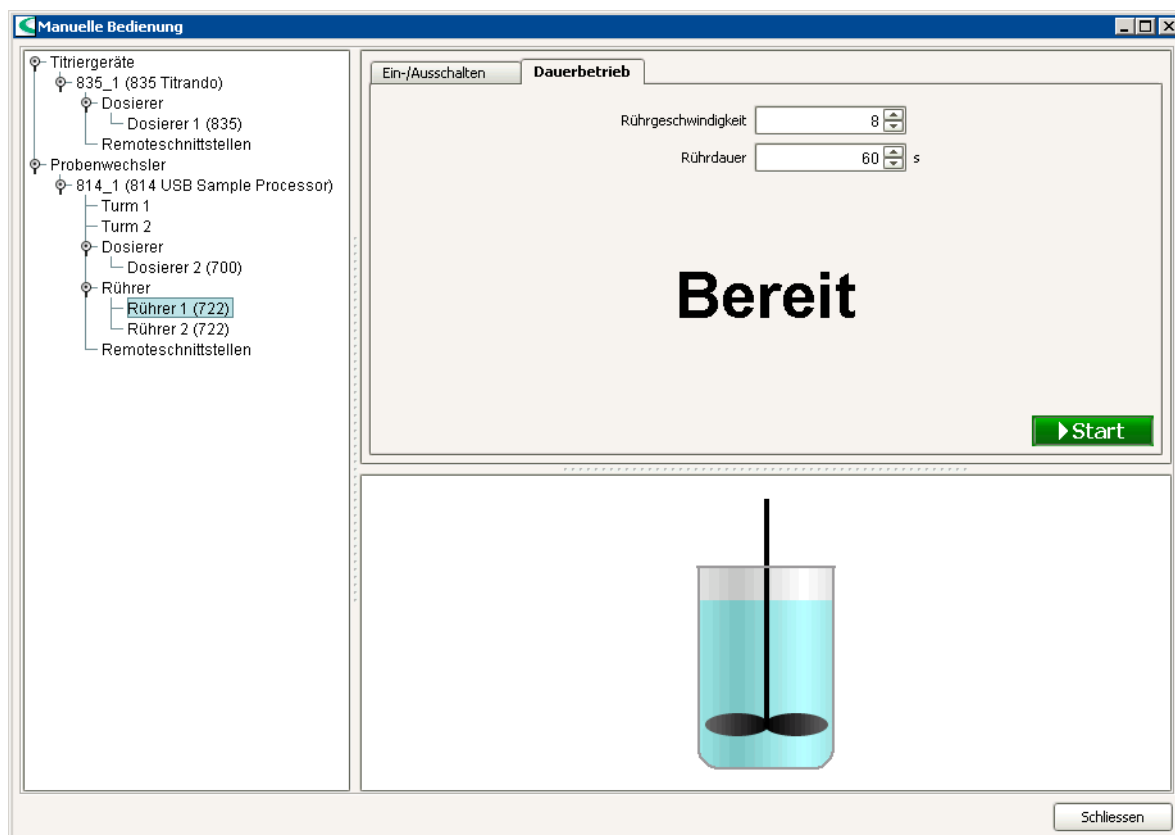 Manuelle Bedienung
Titriergeräte
835_1 (835 Titrando)
Dosierer
Dosierer 1 (835)
Remoteschnittstellen
Probenwechsler
814_1 (814 USB Sample Processor)
Turm 1
Turm 2
Dosierer
Dosierer 2 (700)
Rührer
Rührer 1 (722)
Rührer 2 (722)
Remoteschnittstellen
Ein-/Ausschalten Dauerbetrieb
Rührgeschwindigkeit 8
Rührdauer 60 s
Bereit
Start
Schliessen